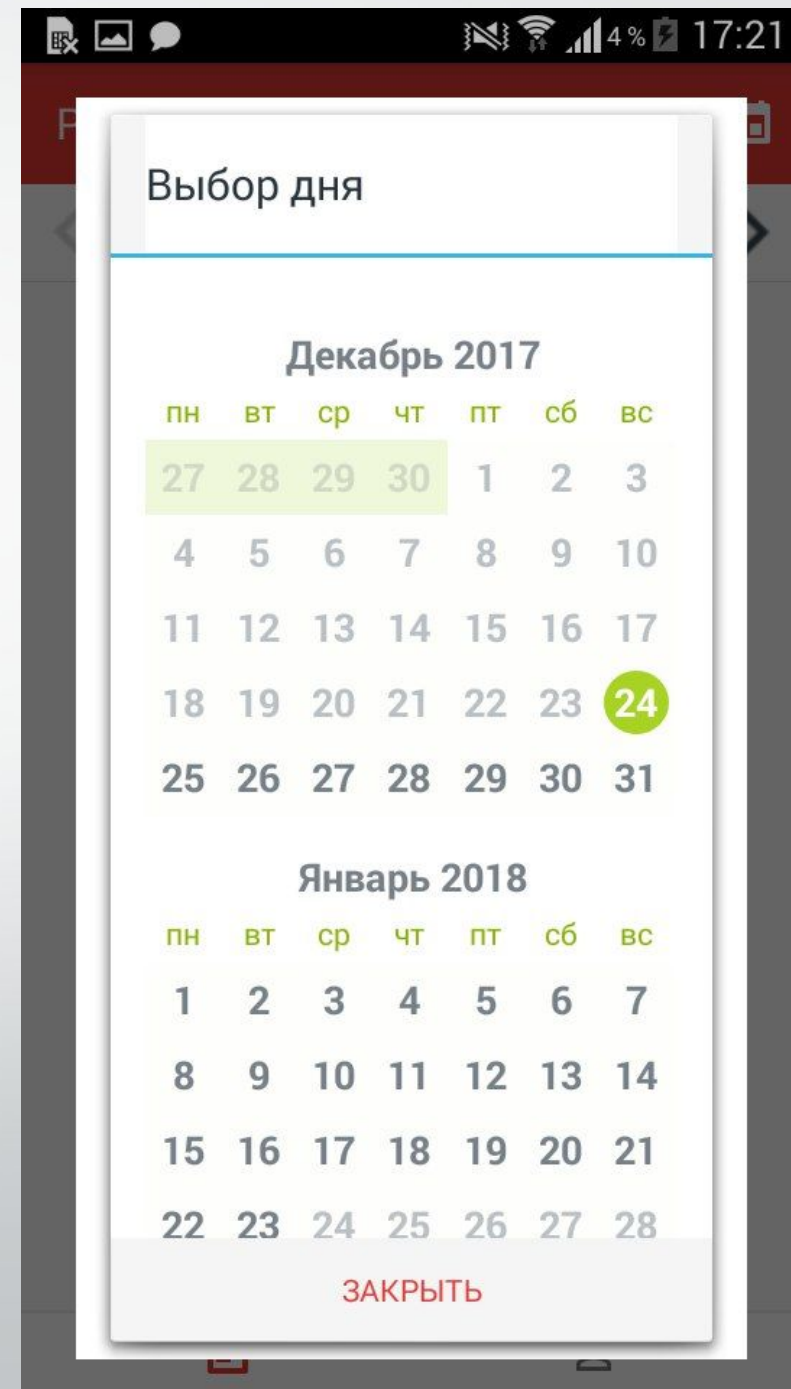 4 % 17:21
Р
Выбор дня
Декабрь 2017
пн вт ср чт пт сб вс
27 28 29 30 1 2 3
4 5 6 7 8 9 10
11 12 13 14 15 16 17
18 19 20 21 22 23 24
25 26 27 28 29 30 31
Январь 2018
пн вт ср чт пт сб вс
1 2 3 4 5 6 7
8 9 10 11 12 13 14
15 16 17 18 19 20 21
22 23 24 25 26 27 28
ЗАКРЫТЬ